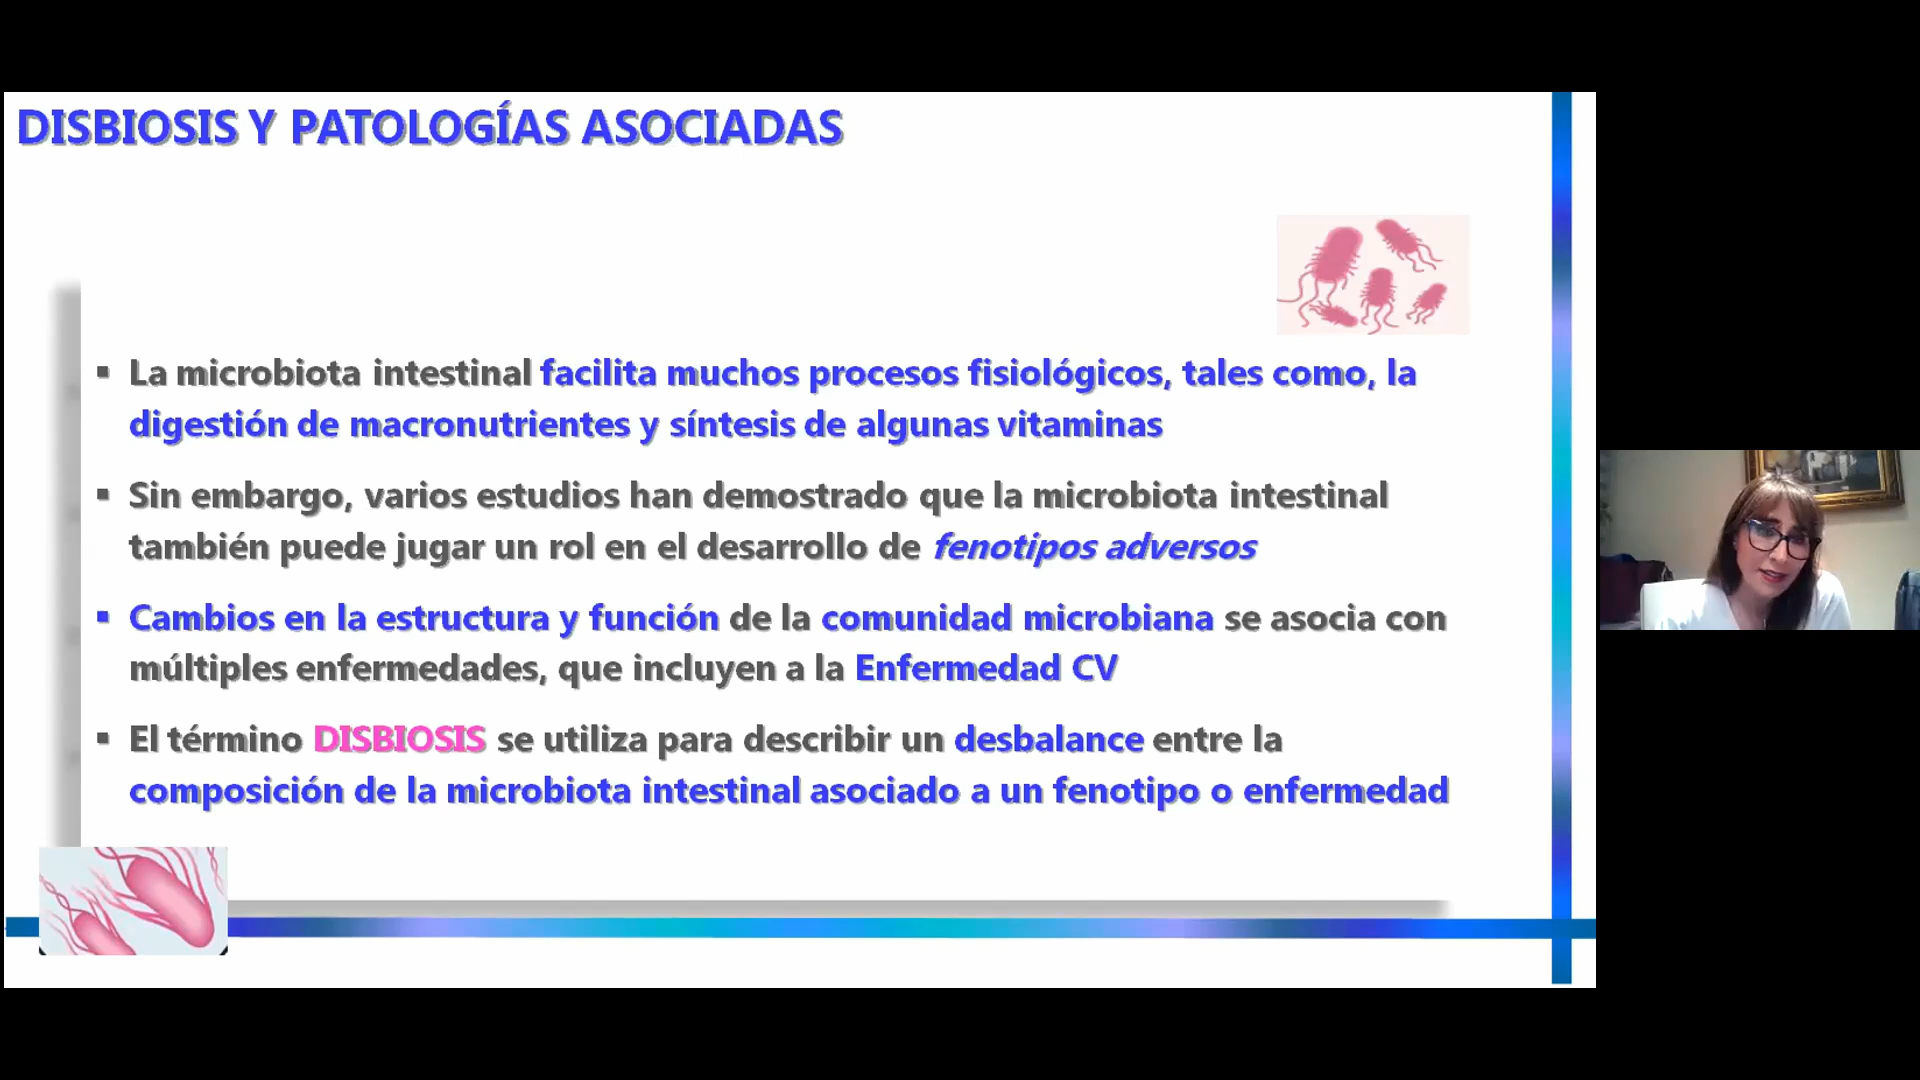 DISBIOSIS Y PATOLOGÍAS ASOCIADAS
▪ La microbiota intestinal facilita muchos procesos fisiológicos, tales como, la
digestión de macronutrientes y síntesis de algunas vitaminas
▪ Sin embargo, varios estudios han demostrado que la microbiota intestinal
también puede jugar un rol en el desarrollo de fenotipos adversos
▪ Cambios en la estructura y función de la comunidad microbiana se asocia con
múltiples enfermedades, que incluyen a la Enfermedad CV
▪ El término DISBIOSIS se utiliza para describir un desbalance entre la
composición de la microbiota intestinal asociado a un fenotipo o enfermedad